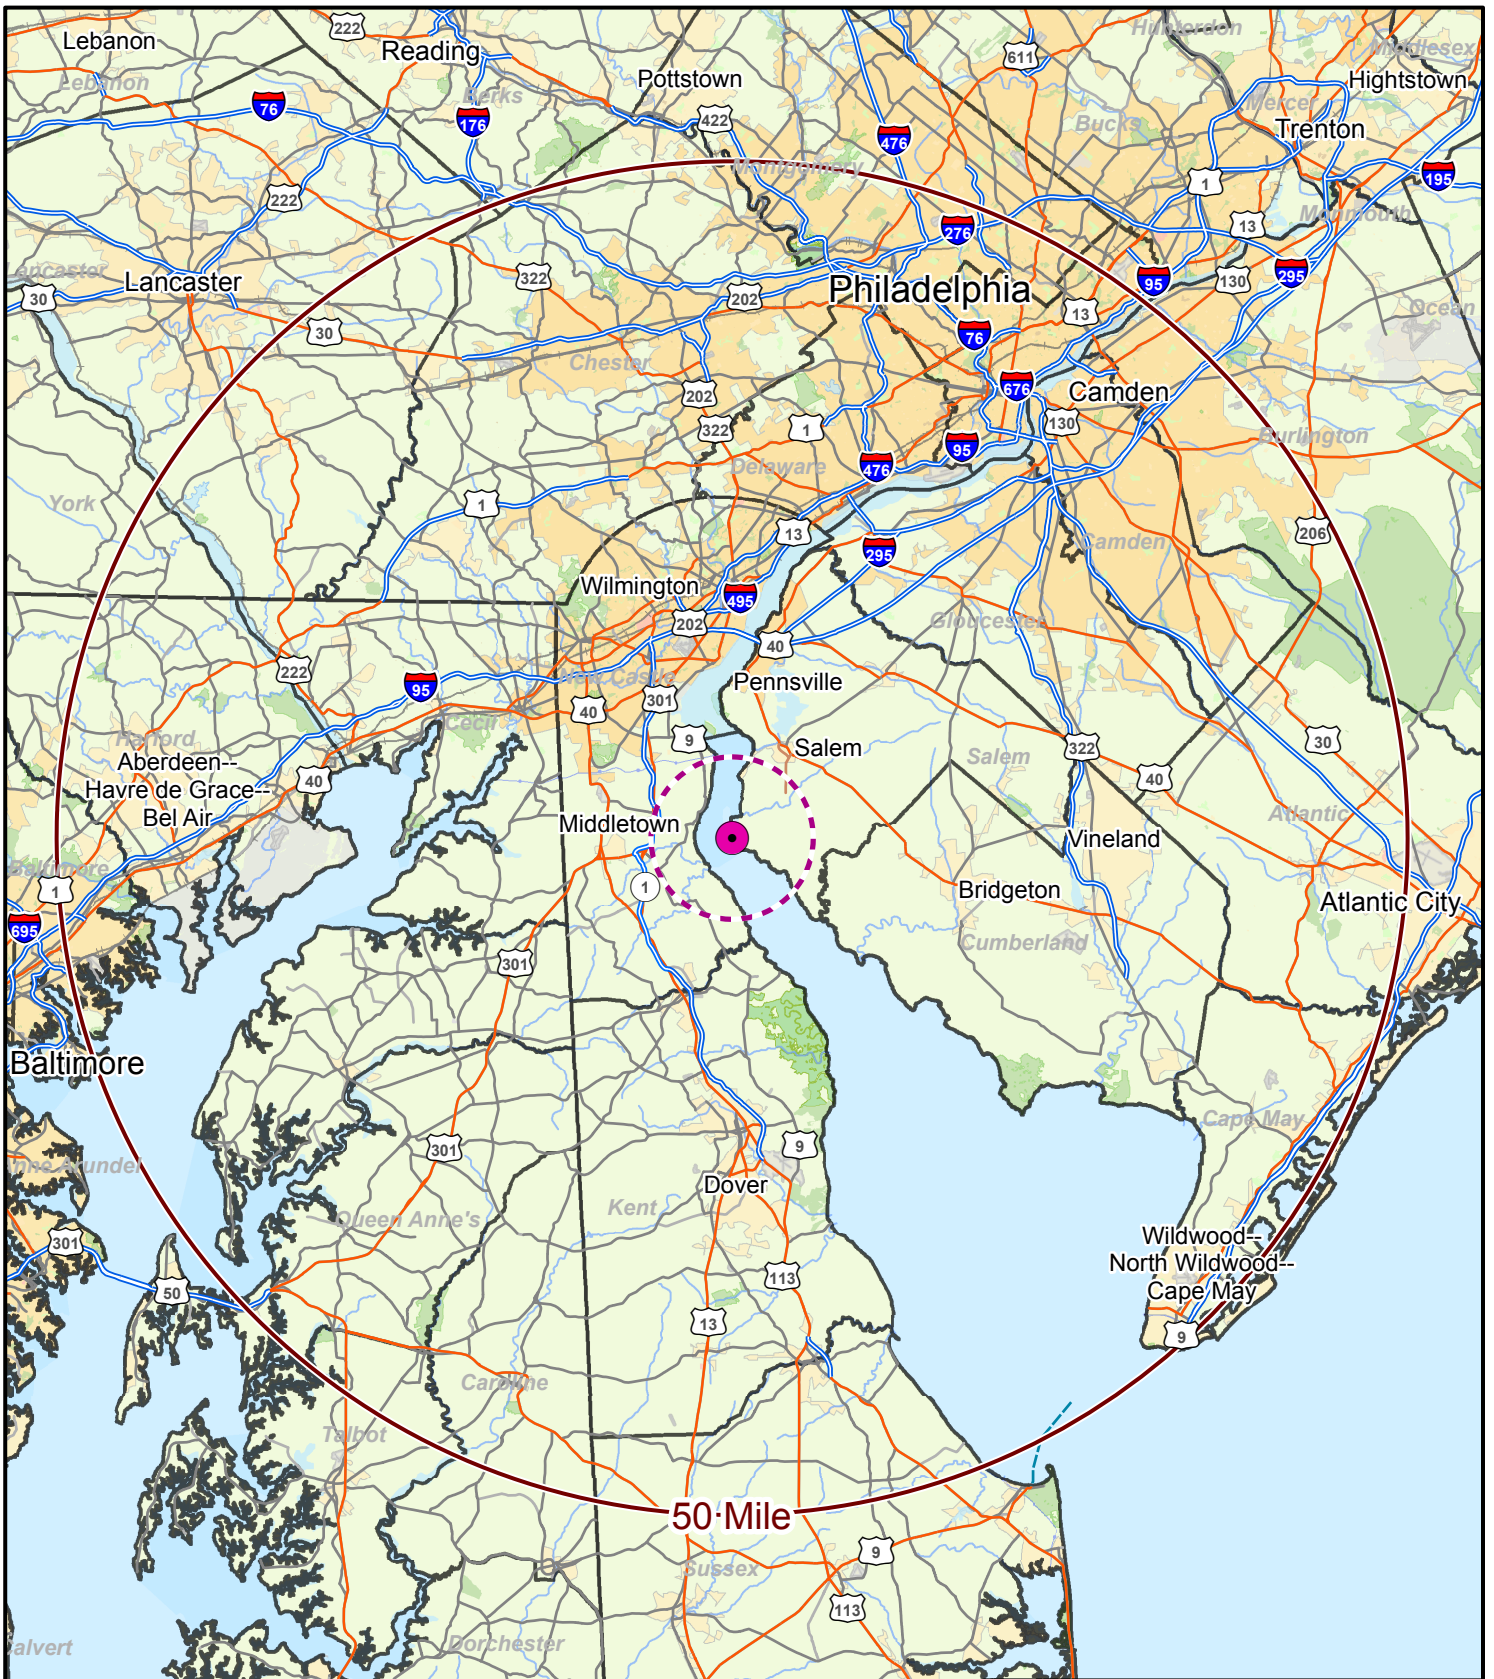 222
611
Hunterdon
Lebanon
Reading
Middlesex
Pottstown
Hightstown
Lebanon
Berks
Mercer
76
176
422
476
Bucks
Trenton
Montgomery
195
222
1
Monmouth
276
13
Lancaster
322
95
130
295
Lancaster
30
202
Philadelphia
Ocean
30
76
13
Chester
202
676
Camden
322
1
130
Burlington
95
Delaware
476
York
1
13
206
295
Camden
Wilmington
495
202
Gloucester
40
222
New Castle
Pennsville
95
301
40
Cecil
9
Harford
Salem
322
30
Aberdeen--
Havre de Grace--
Bel Air
40
Salem
40
Middletown
Atlantic
Vineland
Baltimore
1
1
Bridgeton
Atlantic City
695
Cumberland
301
Baltimore
Cape May
301
9
nne Arundel
Dover
Kent
Queen Anne's
301
Wildwood--
North Wildwood--
Cape May
50
113
13
9
Caroline
Talbot
50 Mile
9
Sussex
113
alvert
Dorchester